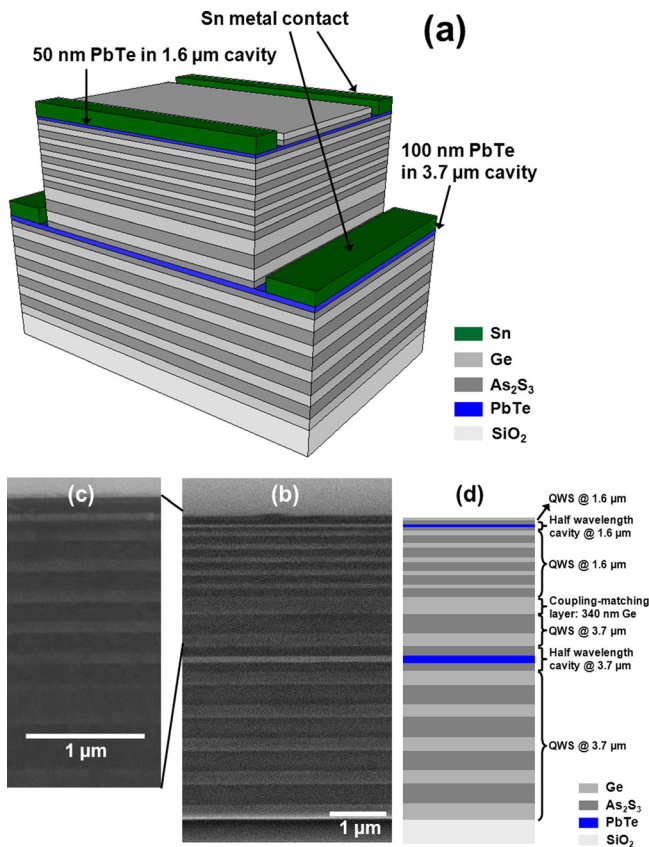 Sn metal contact
(a)
50 nm PbTe in 1.6 µm cavity
100 nm PbTe
in 3.7 µm cavity
Sn
Ge
As₂S₃
PbTe
SiO₂
(c)
(b)
(d)
QWS @ 1.6 µm
Half wavelength
cavity @ 1.6 µm
QWS @ 1.6 µm
Coupling-matching
layer: 340 nm Ge
QWS @ 3.7 µm
Half wavelength
cavity @ 3.7 µm
QWS @ 3.7 µm
1 µm
1 µm
Ge
As₂S₃
PbTe
SiO₂